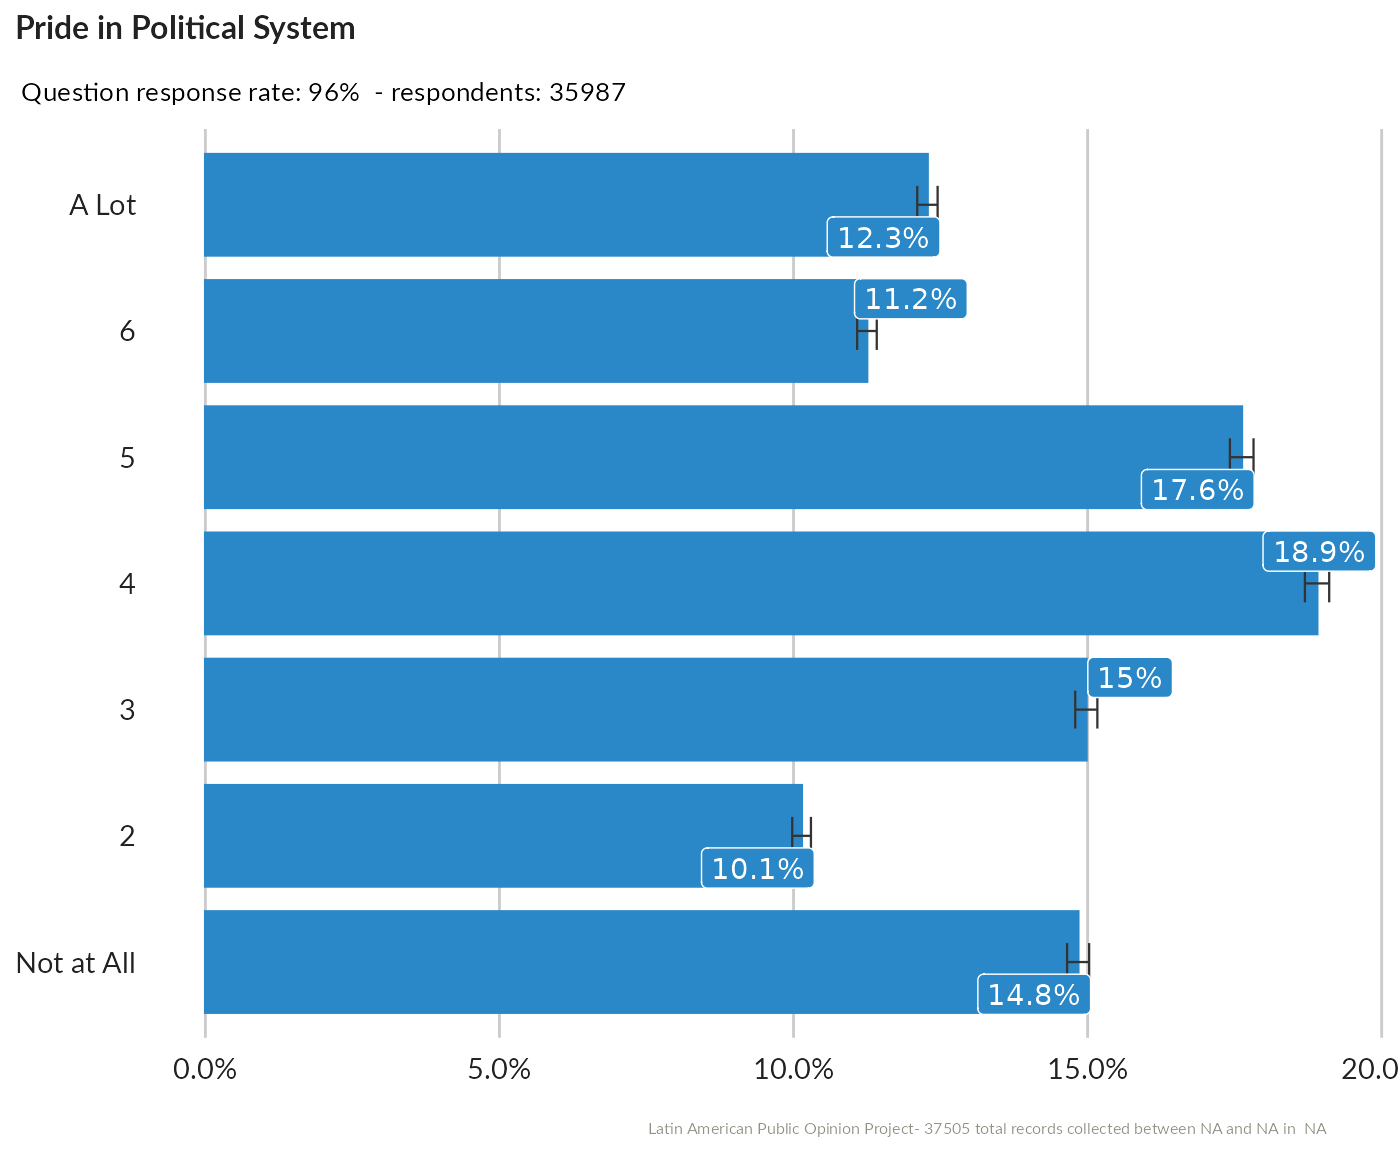 Pride in Political System
Question response rate: 96%  - respondents: 35987
A Lot
12.3%
6
11.2%
5
17.6%
4
18.9%
3
15%
2
10.1%
Not at All
14.8%
0.0% 5.0% 10.0% 15.0% 20.0
Latin American Public Opinion Project- 37505 total records collected between NA and NA in  NA